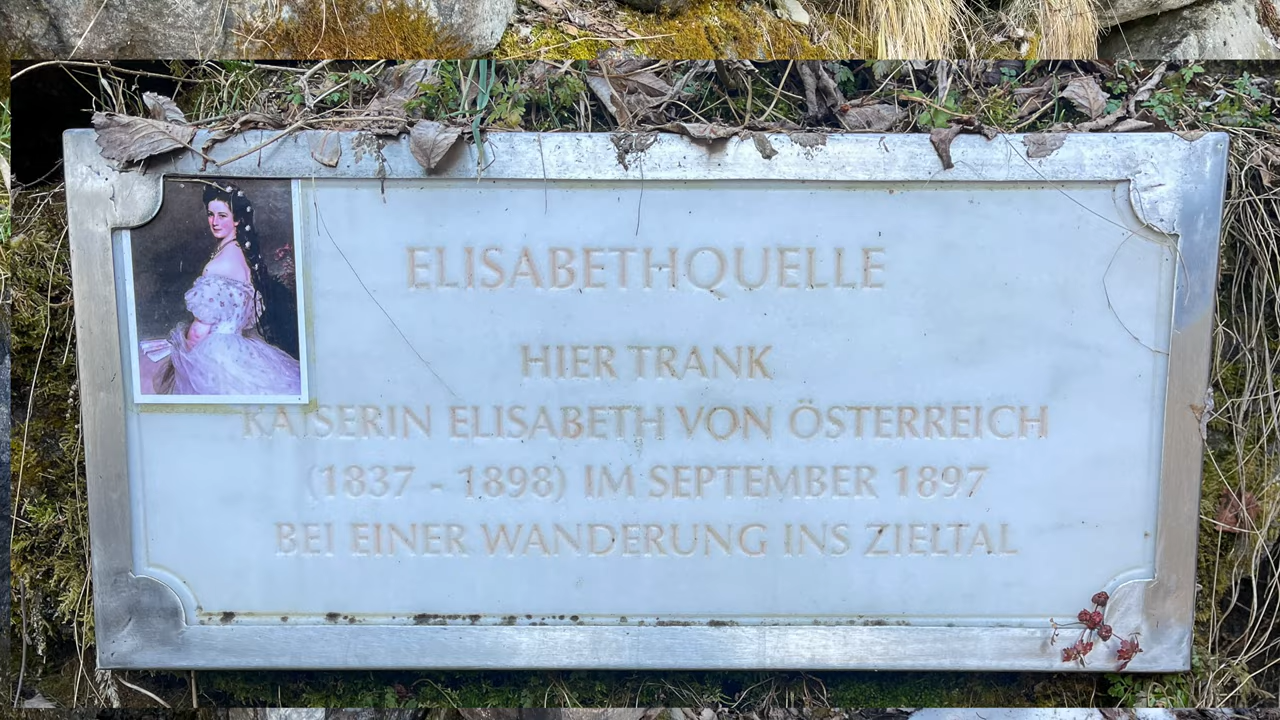 ELISABETHQUELLE
HIER TRANK
KAISERIN ELISABETH VON ÖSTERREICH
(1837 - 1898) IM SEPTEMBER 1897
BEI EINER WANDERUNG INS ZIELTAL